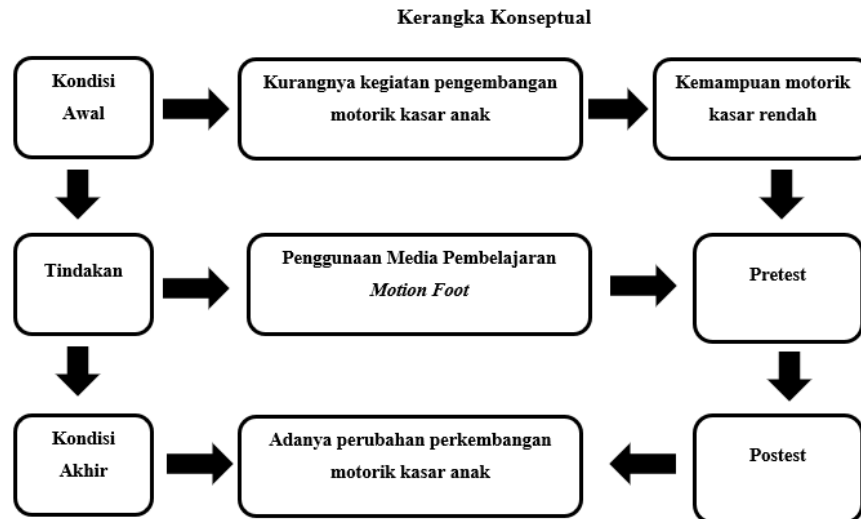 Kerangka Konseptual
Kondisi
Awal
Kurangnya kegiatan pengembangan
motorik kasar anak
Kemampuan motorik
kasar rendah
Tindakan
Penggunaan Media Pembelajaran
Motion Foot
Pretest
Kondisi
Akhir
Adanya perubahan perkembangan
motorik kasar anak
Postest